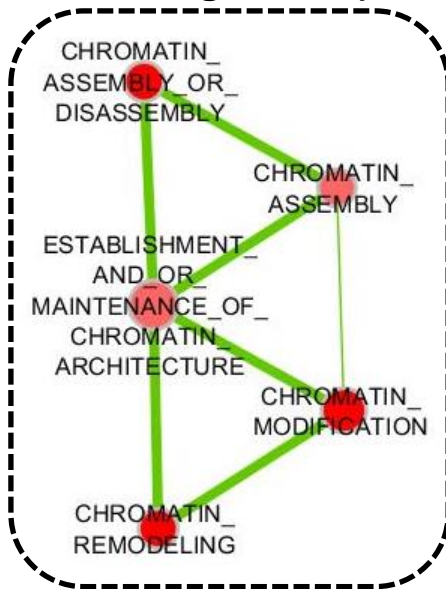 CHROMATIN_
ASSEMBLY_OR_
DISASSEMBLY
CHROMATIN_
ASSEMBLY
ESTABLISHMENT_
AND_OR_
MAINTENANCE_OF_
CHROMATIN_
ARCHITECTURE
CHROMATIN_
MODIFICATION
CHROMATIN_
REMODELING